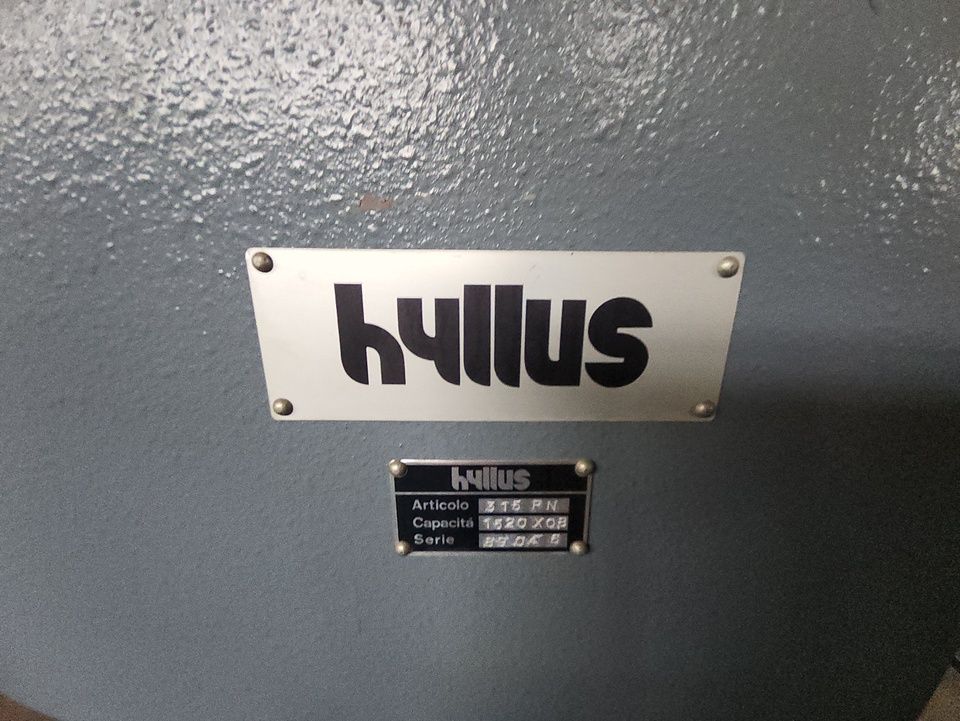 hyllus
hyllus
Articolo 315 PN
Capacitá 1520 X08
Serie